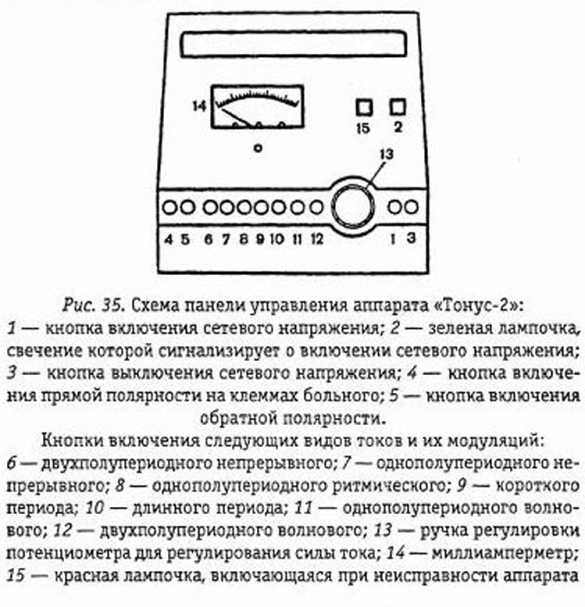 14
15 2
13
4 5 6 7 8 9 10 11 12 1 3
Рис. 35. Схема панели управления аппарата «Тонус-2»:
1 — кнопка включения сетевого напряжения; 2 — зеленая лампочка,
свечение которой сигнализирует о включении сетевого напряжения;
3 — кнопка выключения сетевого напряжения; 4 — кнопка включе-
ния прямой полярности на клеммах больного; 5 — кнопка включения
обратной полярности.
Кнопки включения следующих видов токов и их модуляций:
6 — двухполупериодного непрерывного; 7 — однополупериодного не-
прерывного; 8 — однополупериодного ритмического; 9 — короткого
периода; 10 — длинного периода; 11 — однополупериодного волно-
вого; 12 — двухполупериодного волнового; 13 — ручка регулировки
потенциометра для регулирования силы тока; 14 — миллиамперметр;
15 — красная лампочка, включающаяся при неисправности аппарата